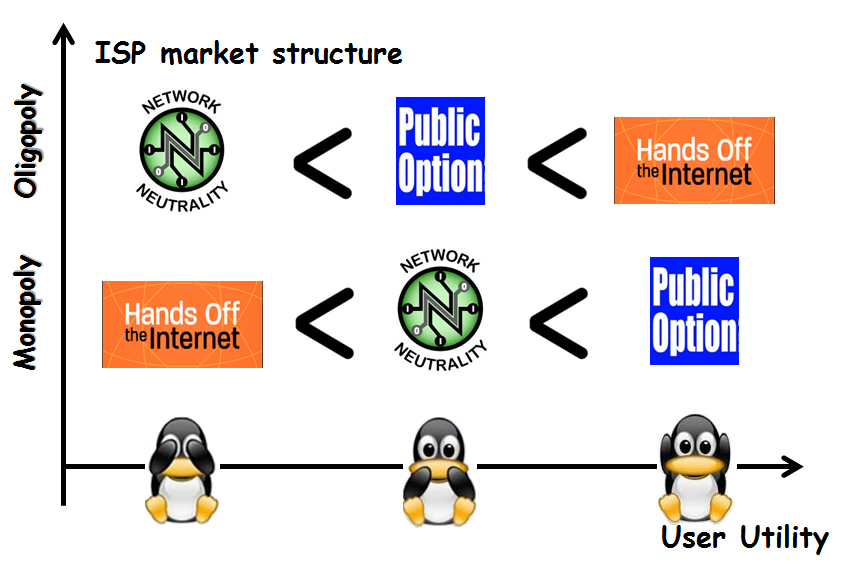 ISP market structure
Oligopoly
NETWORK
NEUTRALITY
<
Public
Option
<
Hands Off
the Internet
Monopoly
Hands Off
the Internet
<
NETWORK
NEUTRALITY
<
Public
Option
User Utility